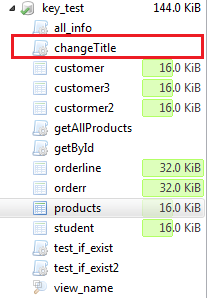 key_test 144.0 KiB
all_info
changeTitle
customer 16.0 KiB
customer3 16.0 KiB
custormer2 16.0 KiB
getAllProducts
getById
orderline 32.0 KiB
orderr 32.0 KiB
products 16.0 KiB
student 16.0 KiB
test_if_exist
test_if_exist2
view_name